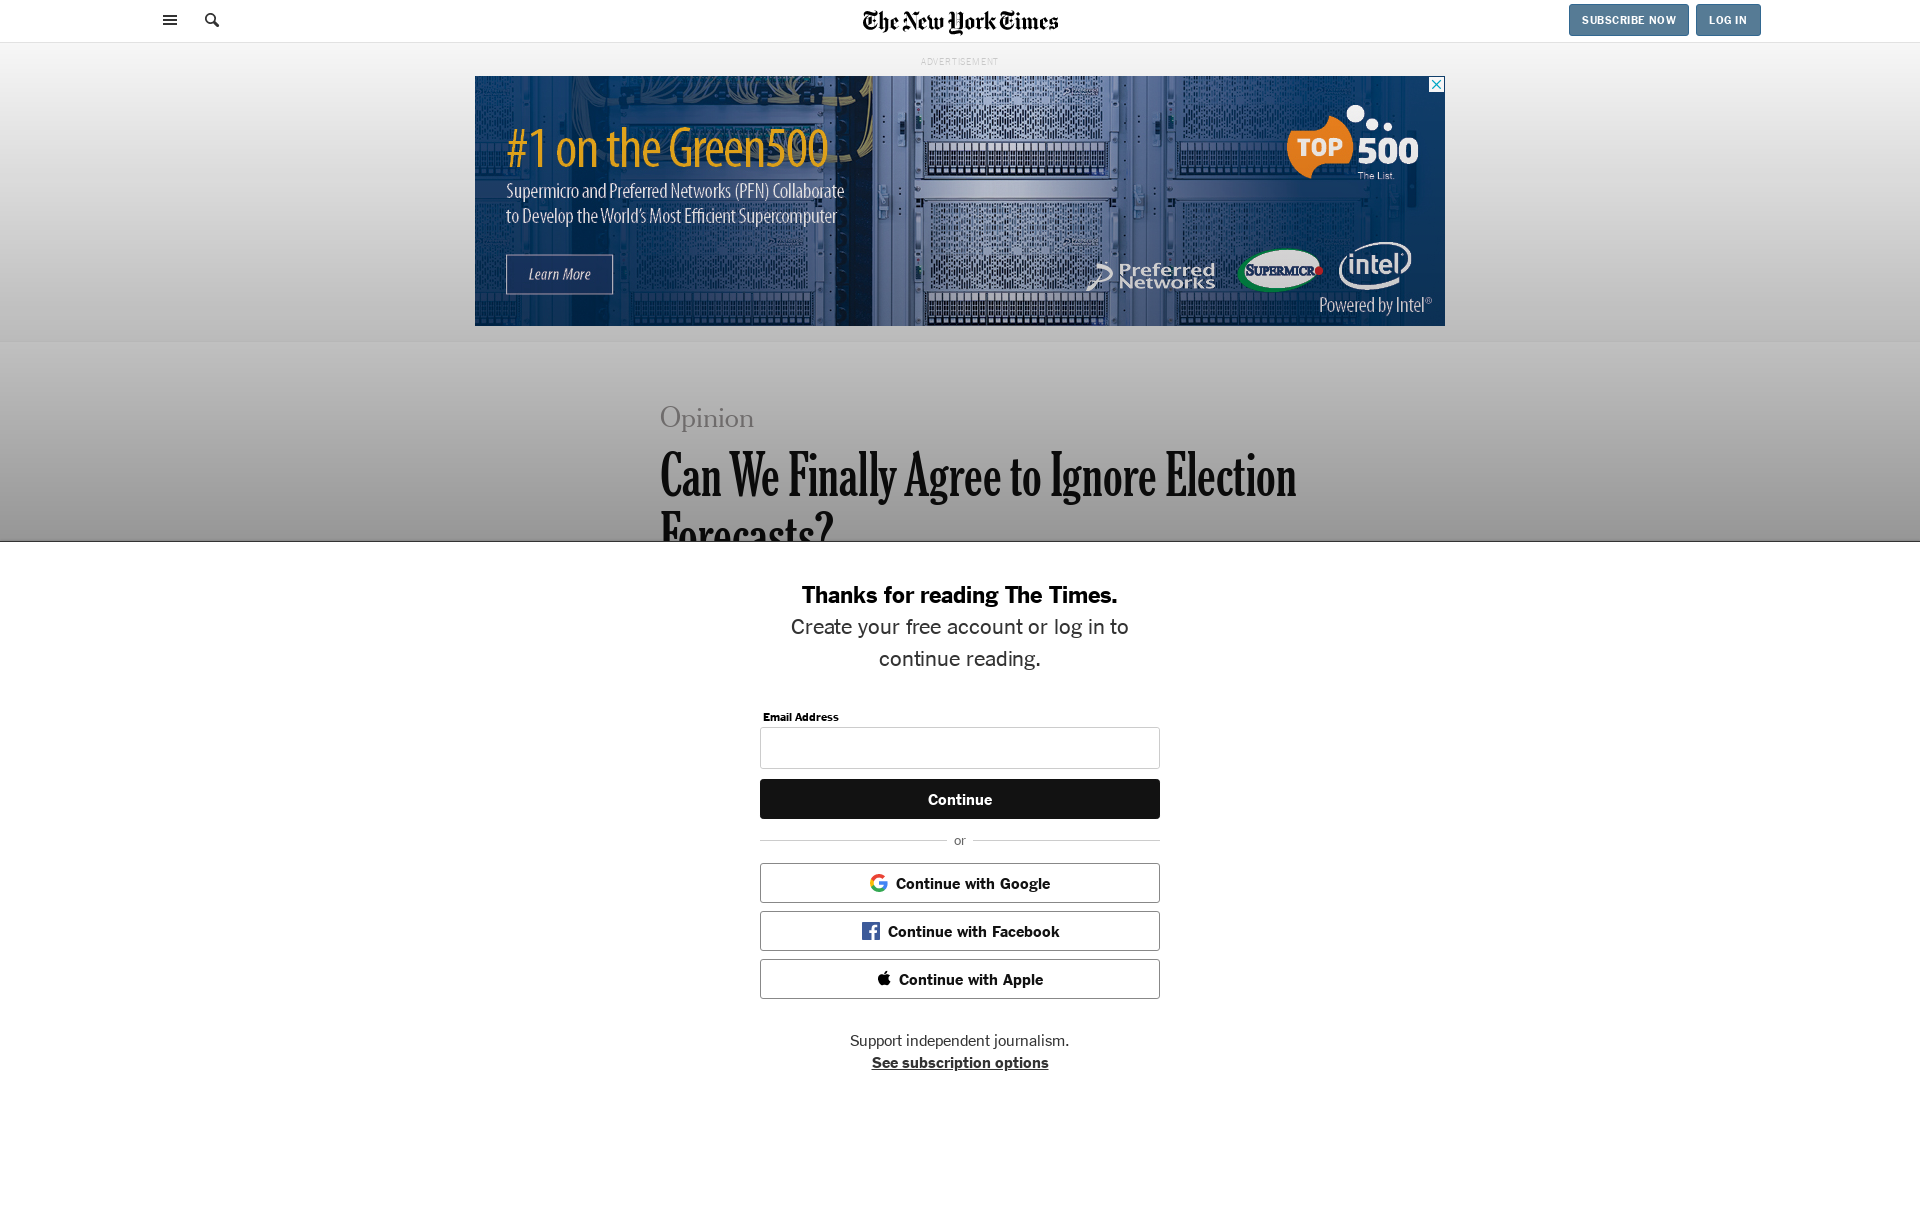 The New York Times
SUBSCRIBE NOW
LOG IN
ADVERTISEMENT
#1 on the Green500
Supermicro and Preferred Networks (PFN) Collaborate
to Develop the World's Most Efficient Supercomputer
Learn More
TOP 500
The List.
Preferred
Networks
SUPERMICR
intel
Powered by Intel®
Opinion
Can We Finally Agree to Ignore Election
Forecasts?
Thanks for reading The Times.
Create your free account or log in to
continue reading.
Email Address
Continue
or
Continue with Google
Continue with Facebook
Continue with Apple
Support independent journalism.
See subscription options